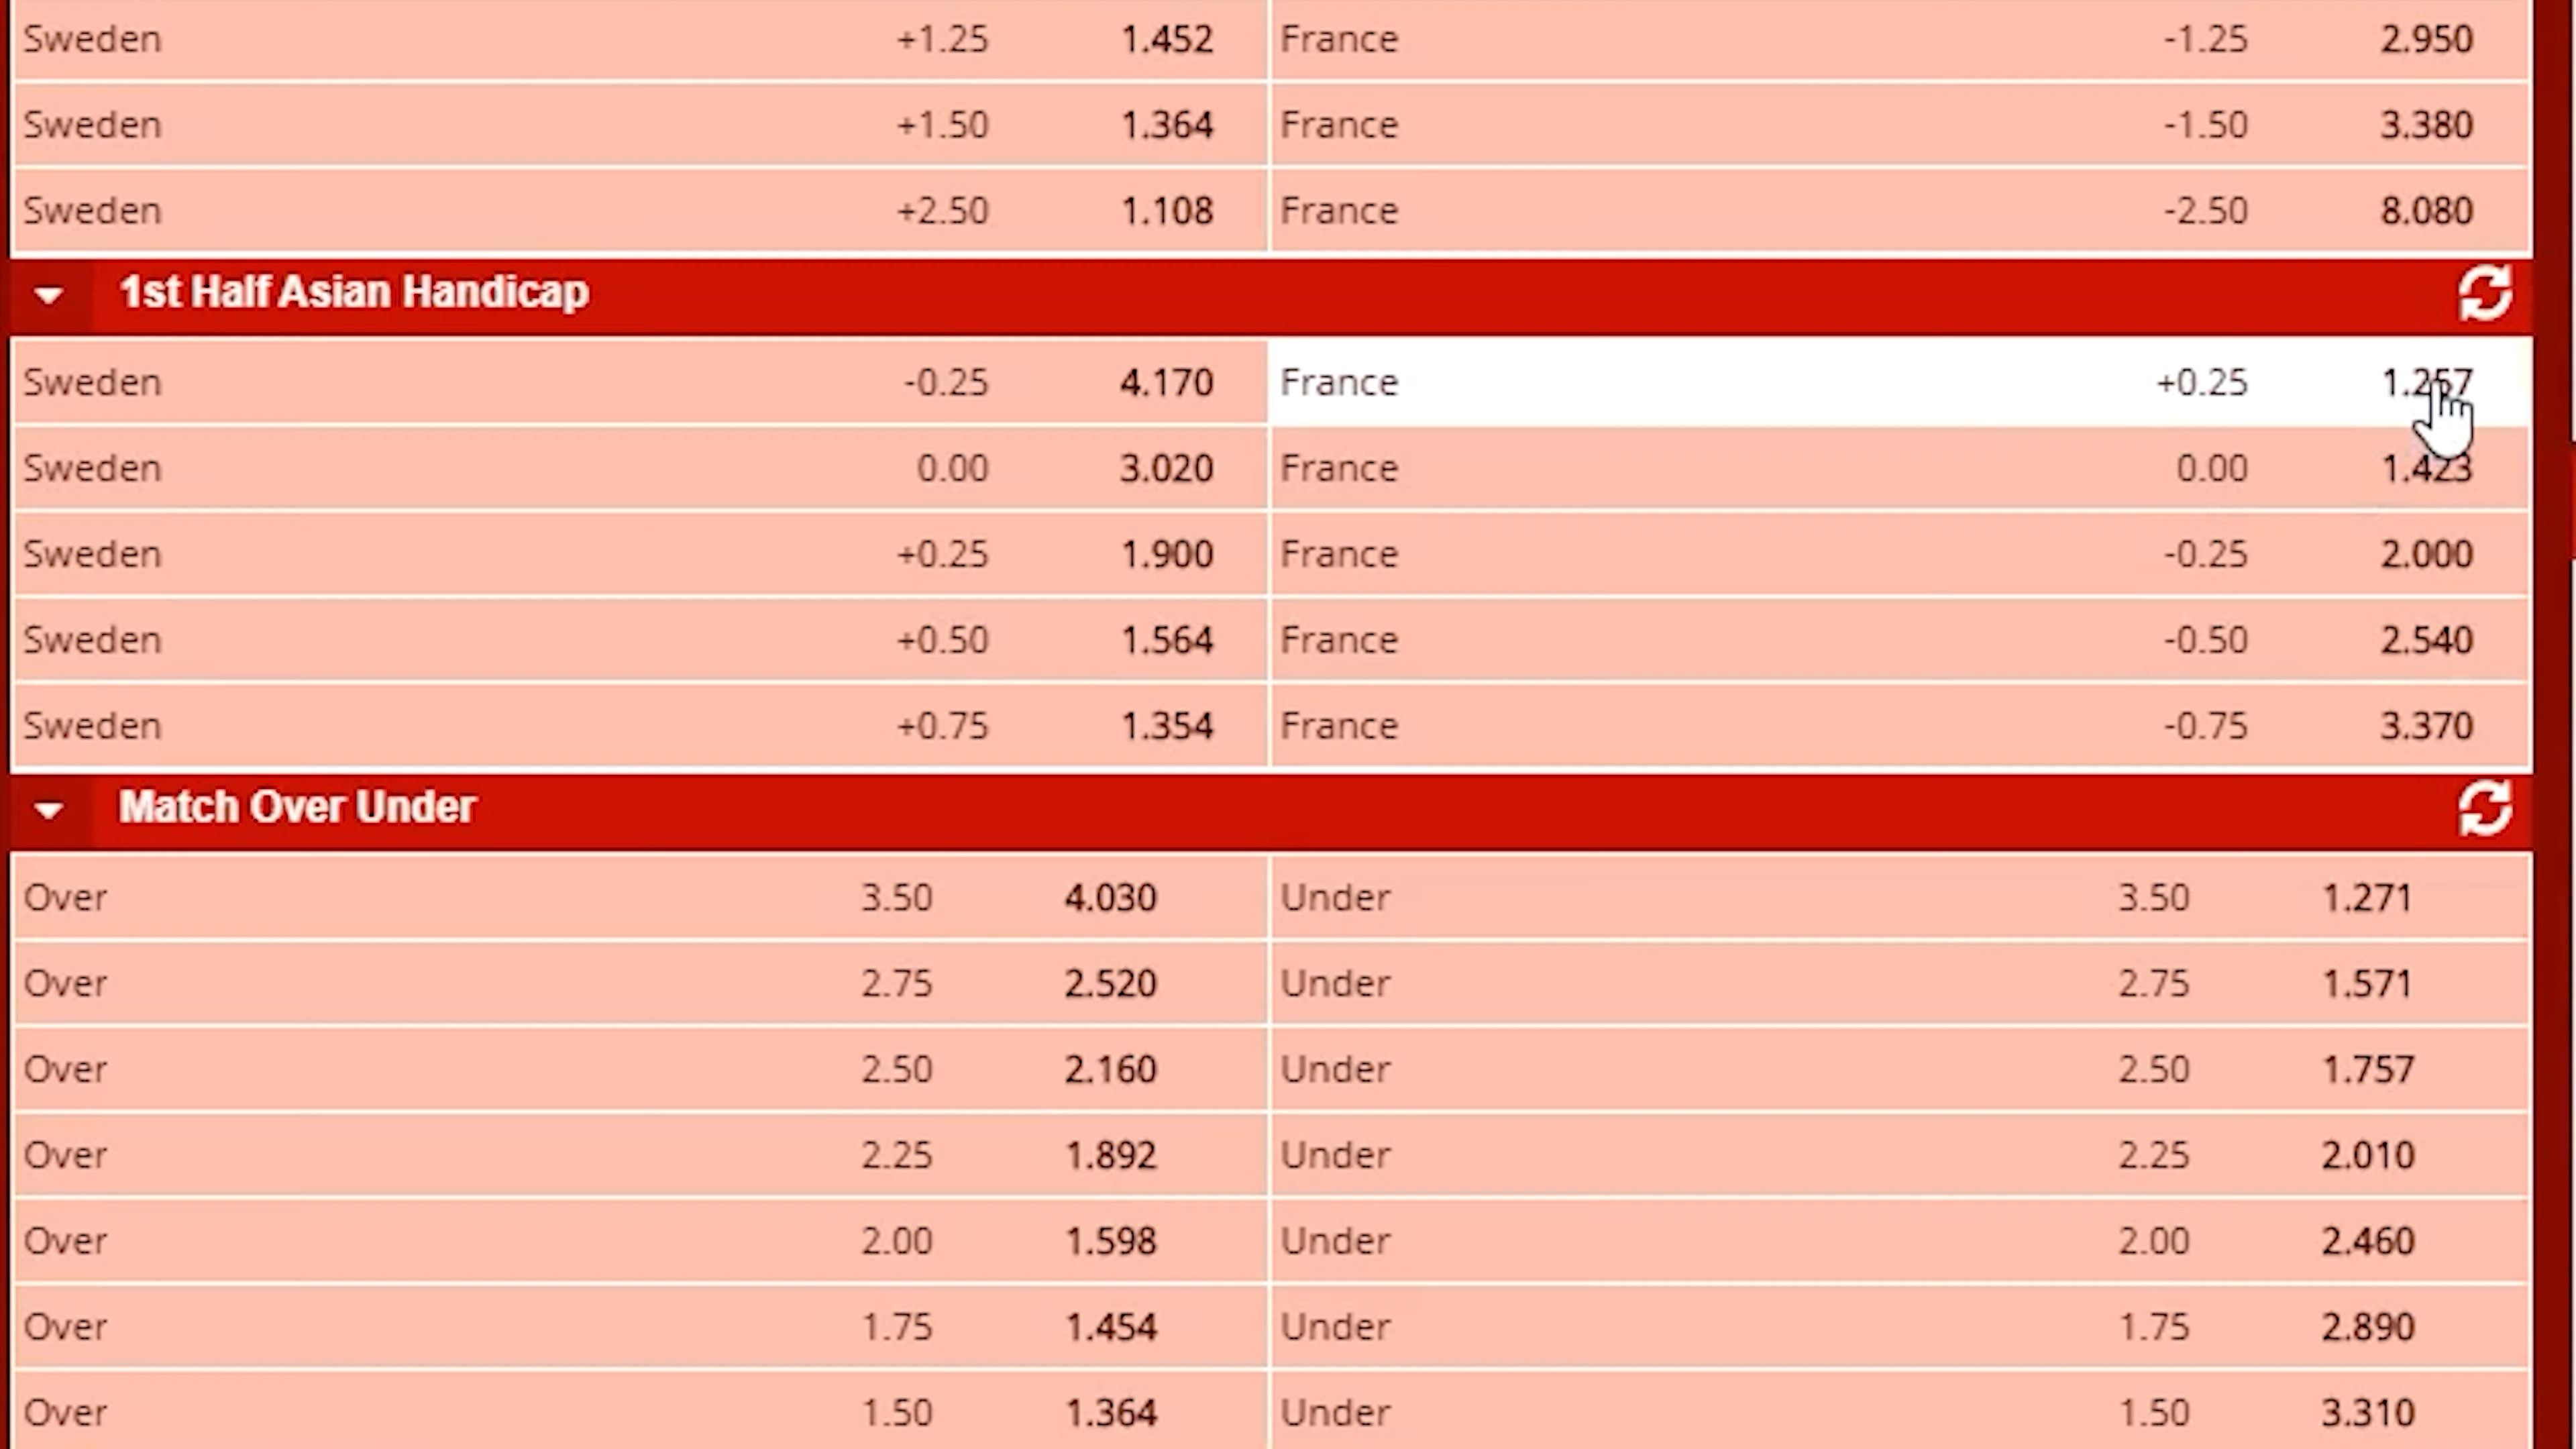 Sweden +1.25 1.452 France -1.25 2.950
Sweden +1.50 1.364 France -1.50 3.380
Sweden +2.50 1.108 France -2.50 8.080
1st Half Asian Handicap
Sweden -0.25 4.170 France +0.25
Sweden 0.00 3.020 France 0.00 1.423
Sweden +0.25 1.900 France -0.25 2.000
Sweden +0.50 1.564 France -0.50 2.540
Sweden +0.75 1.354 France -0.75 3.370
Match Over Under
Over 3.50 4.030 Under 3.50 1.271
Over 2.75 2.520 Under 2.75 1.571
Over 2.50 2.160 Under 2.50 1.757
Over 2.25 1.892 Under 2.25 2.010
Over 2.00 1.598 Under 2.00 2.460
Over 1.75 1.454 Under 1.75 2.890
Over 1.50 1.364 Under 1.50 3.310